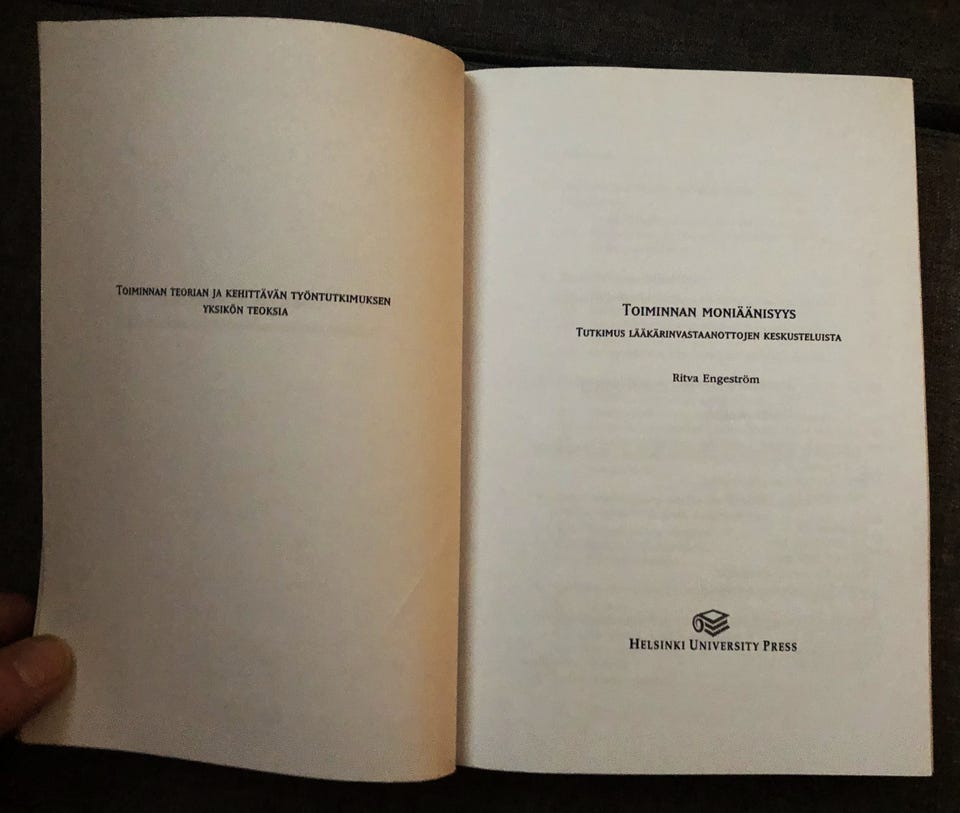 Toiminnan teorian ja kehittävän työntutkimuksen
yksikön teoksia
Toiminnan moniäänisyys
Tutkimus lääkärinvastaanottojen keskusteluista
Ritva Engeström
Helsinki University Press